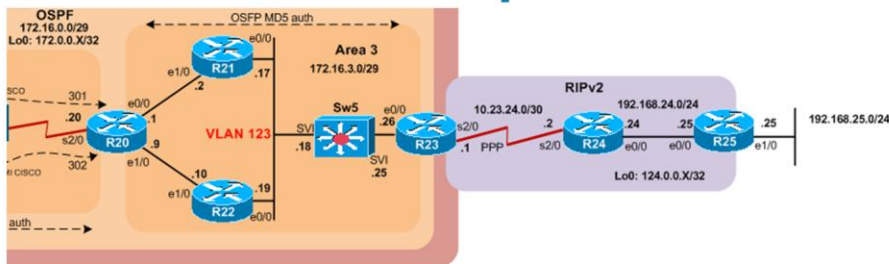 OSPF
172.16.0.0/29
Lo0: 172.0.0.X/32
OSFP MD5 auth
e0/0
R21
e1/0
.17
.2
Area 3
172.16.3.0/29
301
.20
e0/0
.1
R20
s2/0
.9
e1/0
302
CISCO
auth
VLAN 123
Sw5
SVI
.18
.26
e0/0
SVI
.25
R23
.10
e1/0
.19
R22
e0/0
RIPv2
10.23.24.0/30
192.168.24.0/24
s2/0
.1
PPP
.2
s2/0
R24
.24
e0/0
.25
e0/0
R25
.25
e1/0
192.168.25.0/24
Lo0: 124.0.0.X/32